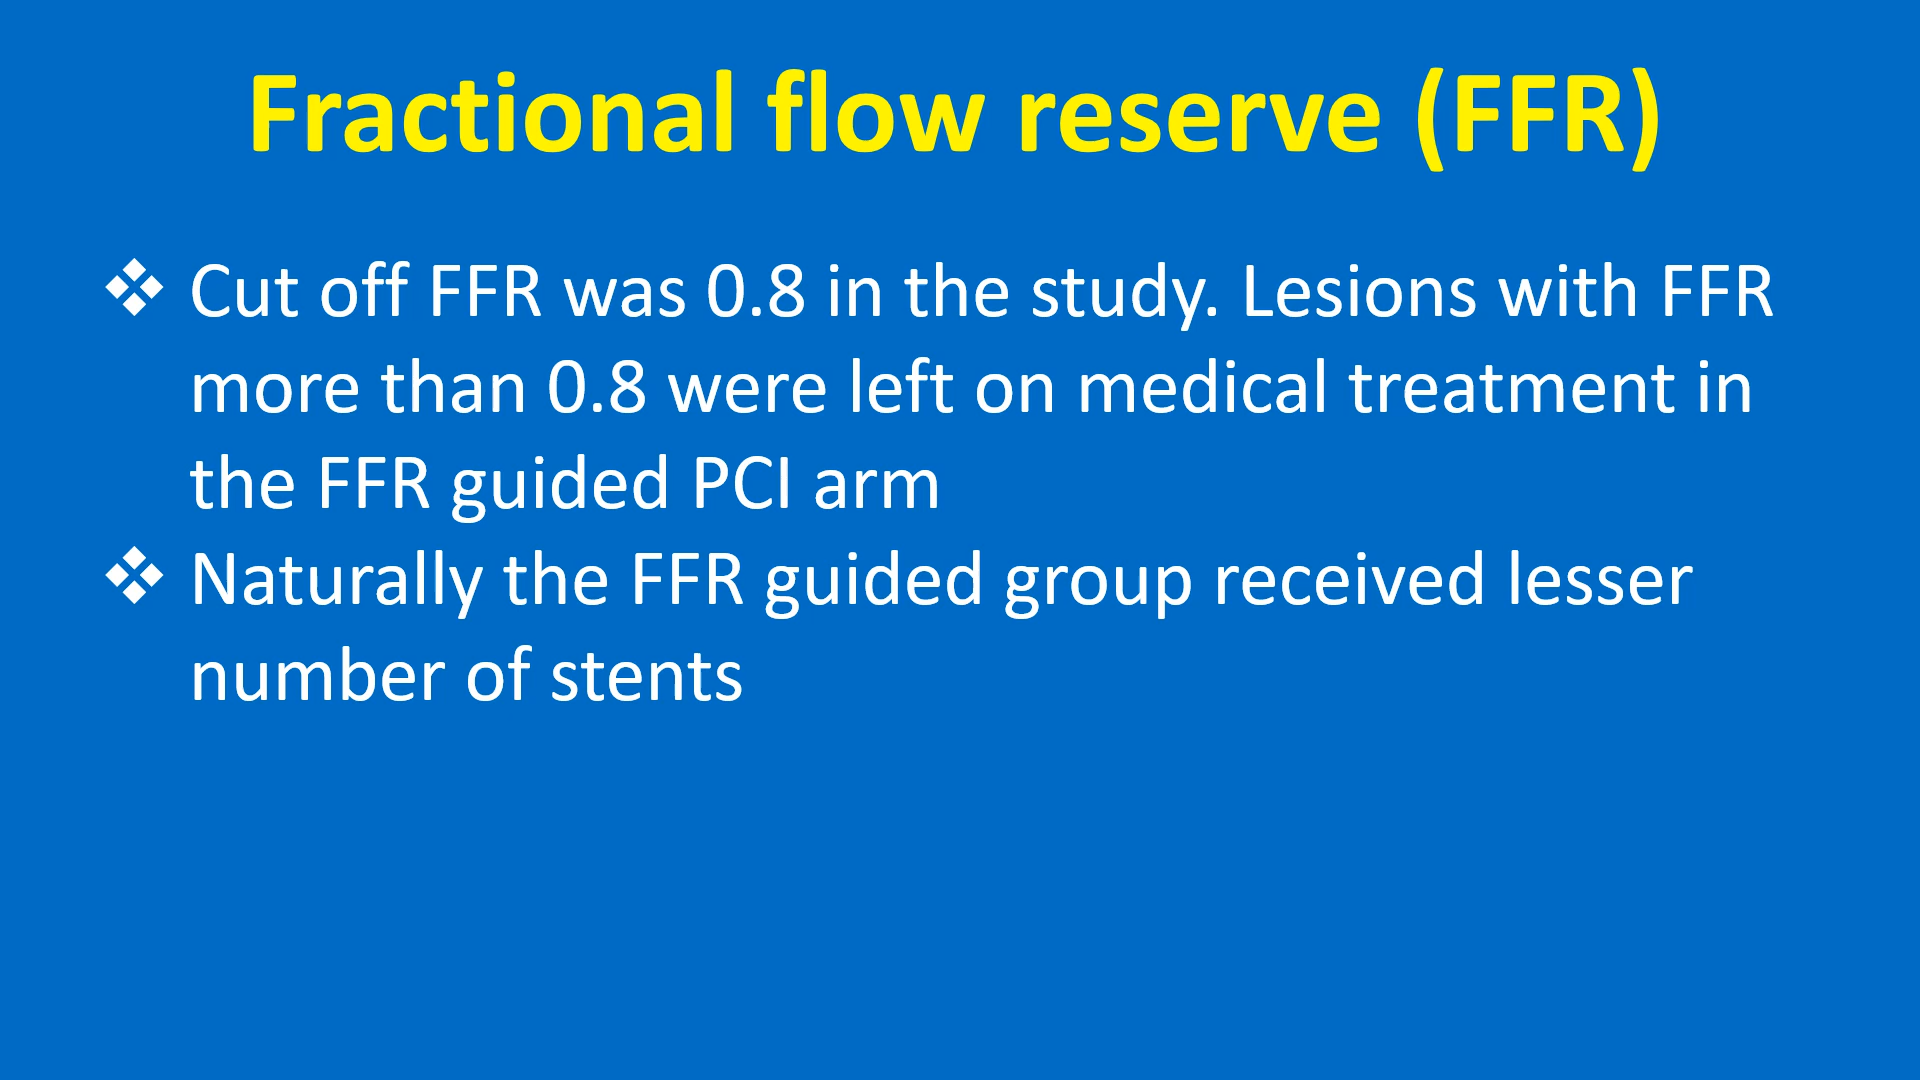 Fractional flow reserve (FFR)
❖ Cut off FFR was 0.8 in the study. Lesions with FFR
more than 0.8 were left on medical treatment in
the FFR guided PCI arm
❖ Naturally the FFR guided group received lesser
number of stents